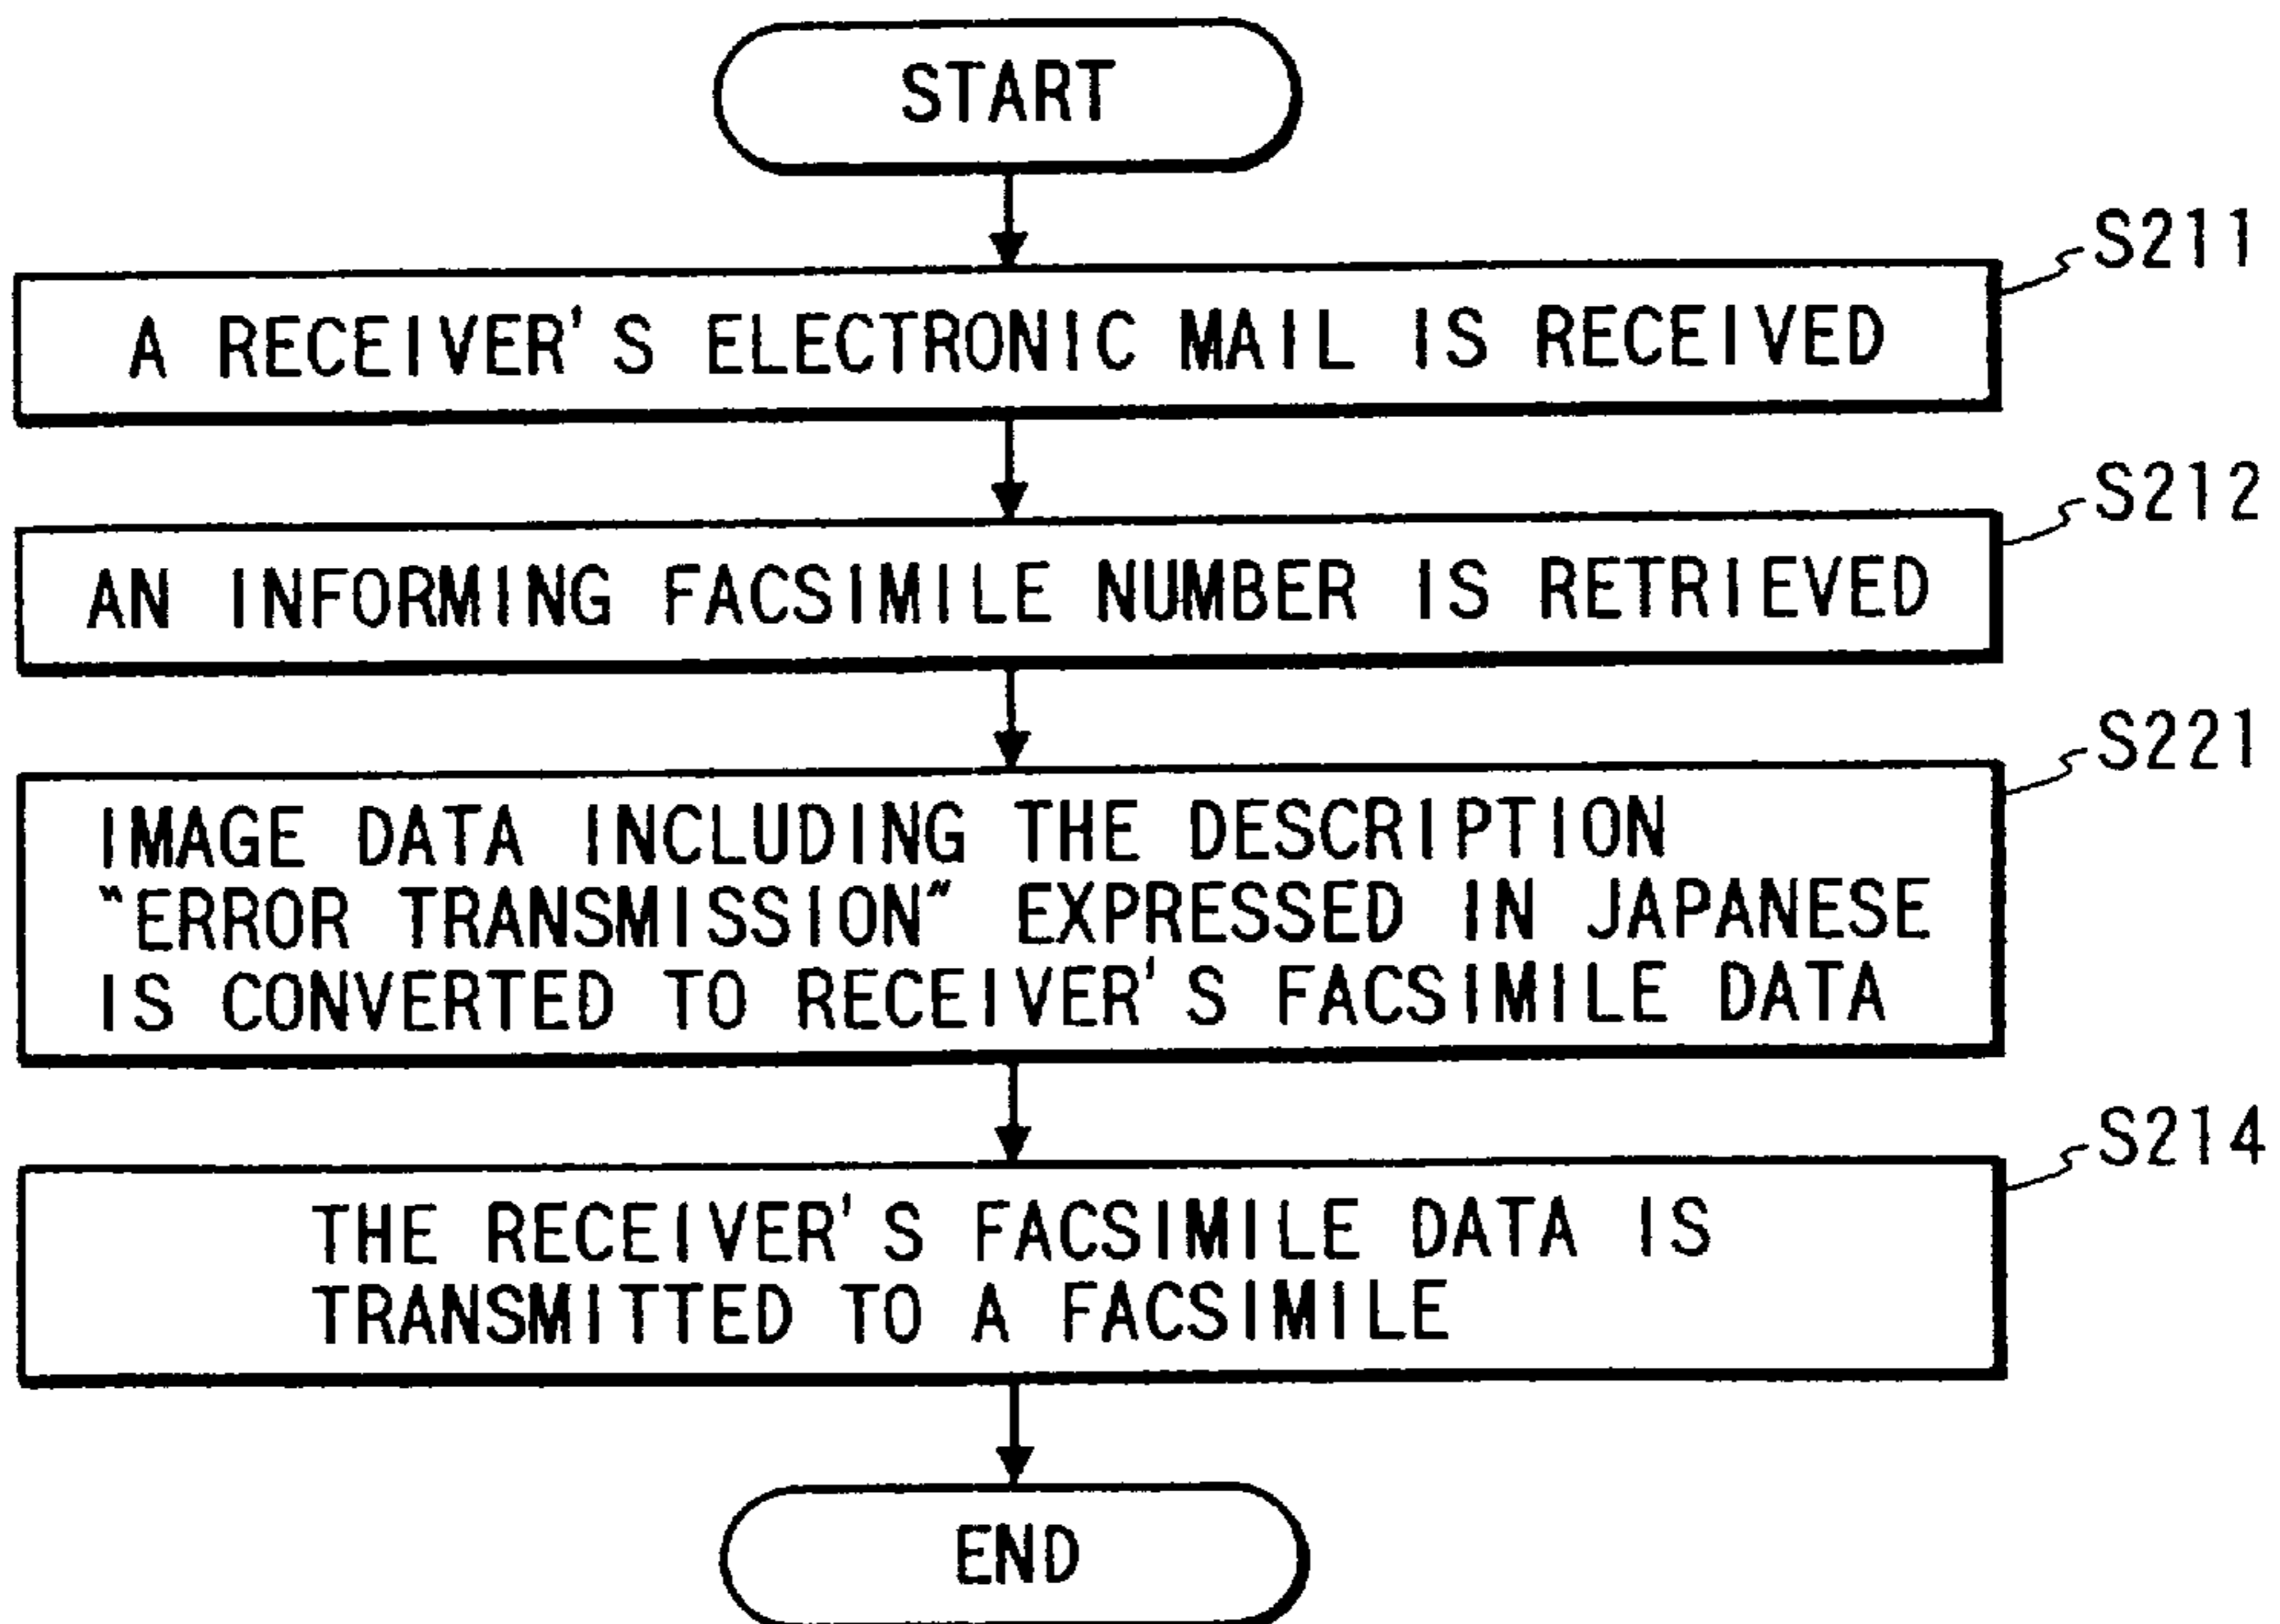 START
S211
A RECEIVER'S ELECTRONIC MAIL IS RECEIVED
S212
AN INFORMING FACSIMILE NUMBER IS RETRIEVED
S221
IMAGE DATA INCLUDING THE DESCRIPTION
"ERROR TRANSMISSION" EXPRESSED IN JAPANESE
IS CONVERTED TO RECEIVER'S FACSIMILE DATA
S214
THE RECEIVER'S FACSIMILE DATA IS
TRANSMITTED TO A FACSIMILE
END